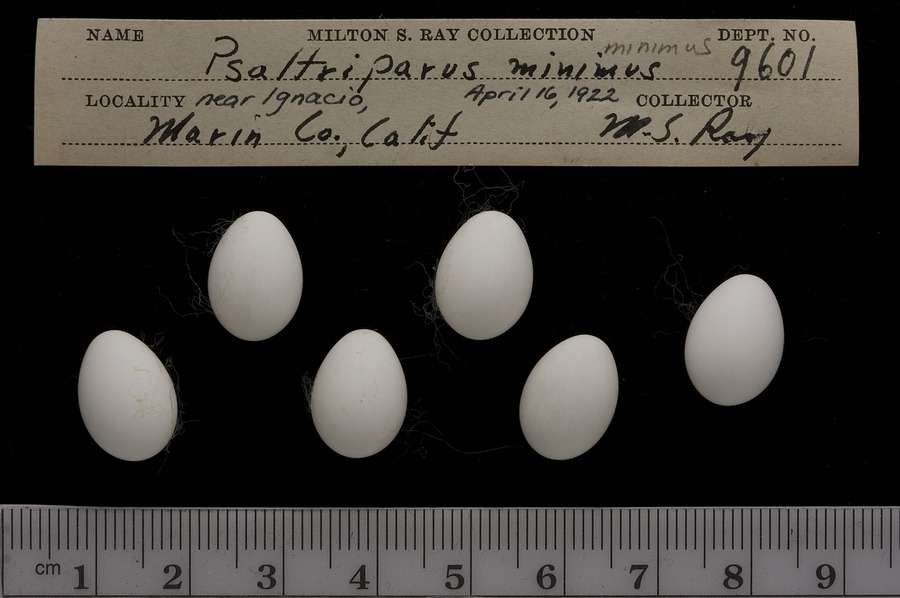 NAME MILTON S. RAY COLLECTION DEPT. NO.
Psaltriparus minimus minimus 9601
LOCALITY near Ignacio, April 16, 1922 COLLECTOR
Marin Co., Calif M.S. Ray
cm 1 2 3 4 5 6 7 8 9